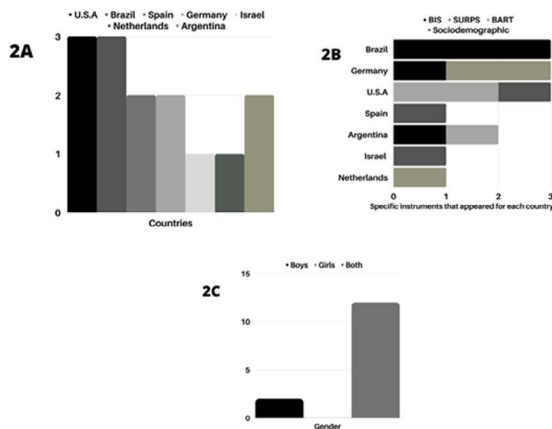 • U.S.A • Brazil • Spain • Germany • Israel
• Netherlands • Argentina
2A
3
2
1
0
Countries
• BIS • SURPS • BART
• Sociodemographic
2B
Brazil
Germany
U.S.A
Spain
Argentina
Israel
Netherlands
0 1 2 3
Specific instruments that appeared for each country
• Boys • Girls • Both
2C
15
10
5
0
Gender